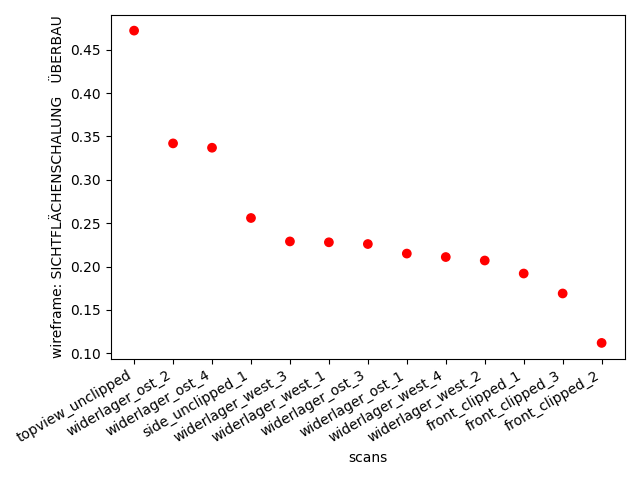 wireframe: SICHTFLÄCHENSCHALUNG ÜBERBAU
0.45
0.40
0.35
0.30
0.25
0.20
0.15
0.10
topview_unclipped
widerlager_ost_2
widerlager_ost_4
side_unclipped_1
widerlager_west_3
widerlager_west_1
widerlager_ost_3
widerlager_ost_1
widerlager_west_4
widerlager_west_2
front_clipped_1
front_clipped_3
front_clipped_2
scans